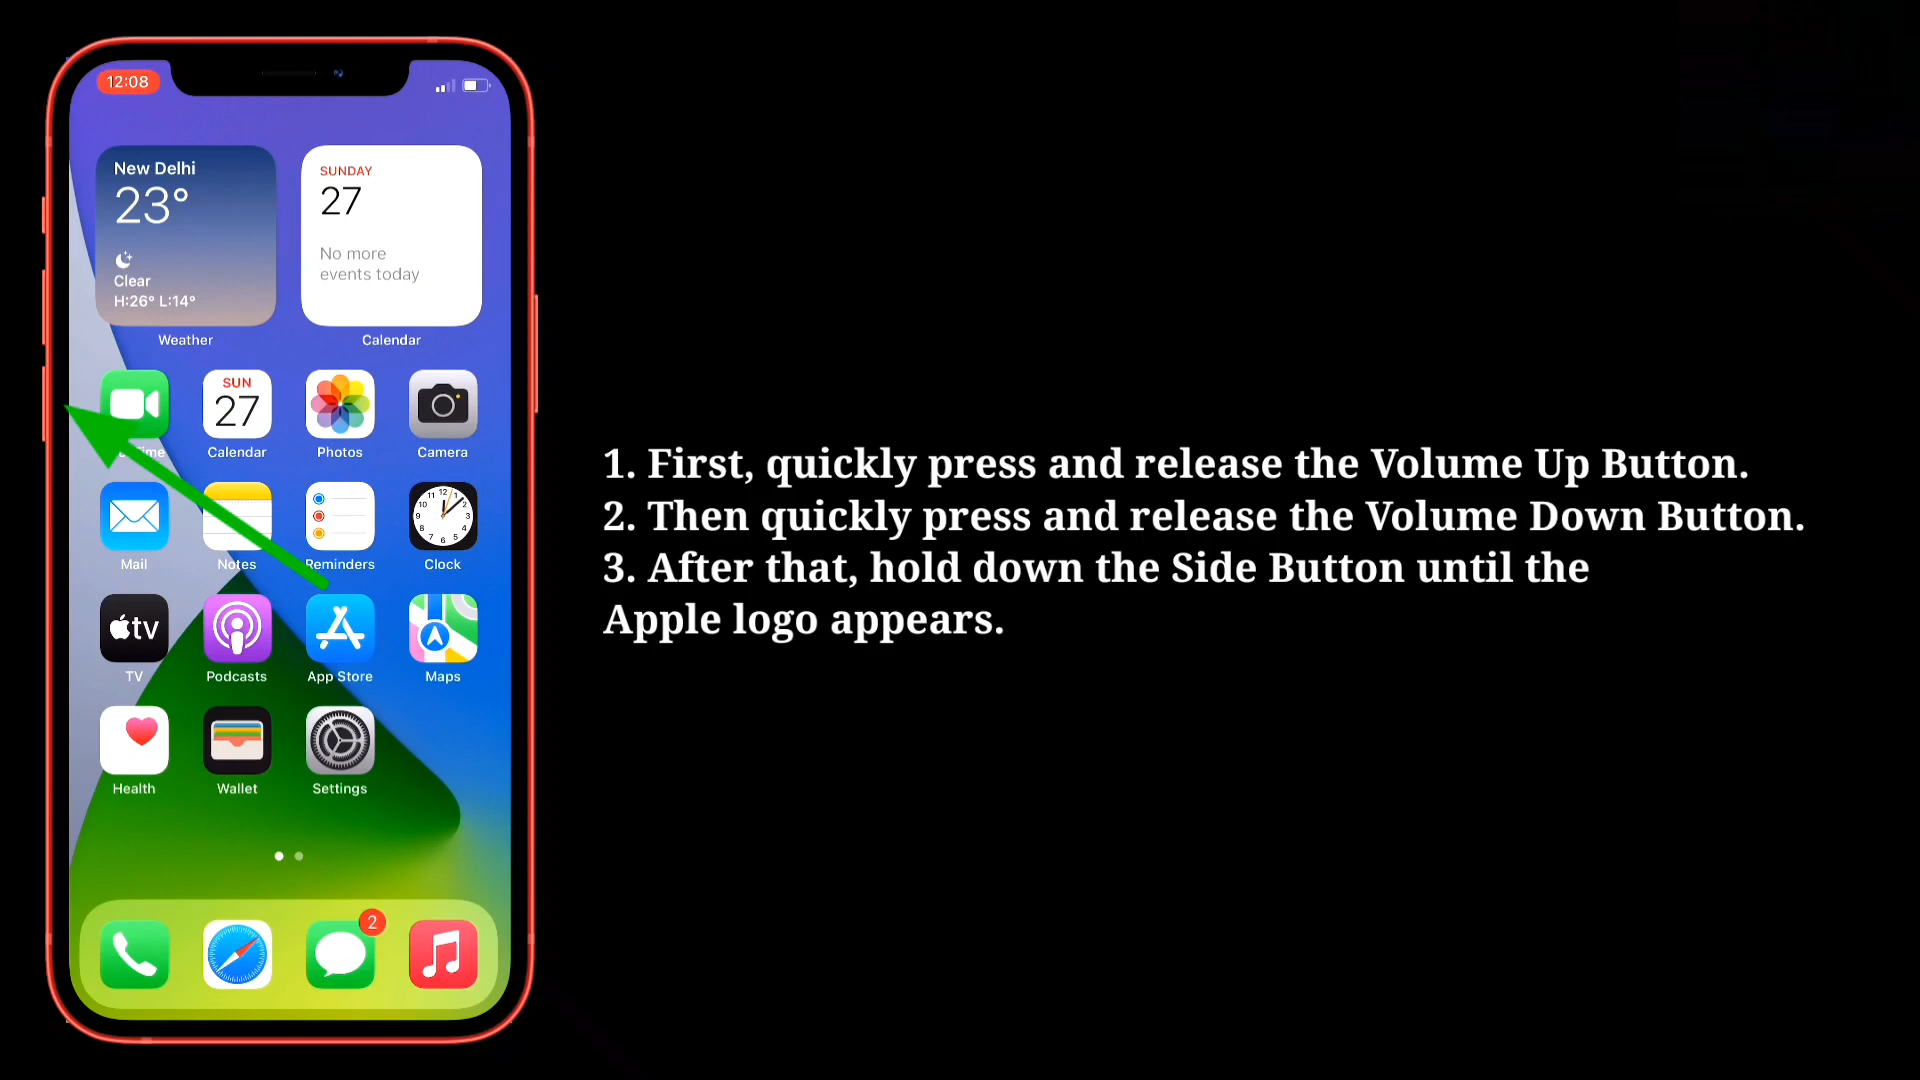 12:08
New Delhi
23°
Clear
H:26° L:14°
Weather
SUNDAY
27
No more
events today
Calendar
SUN
27
Calendar
Photos
Camera
Mail
Notes
Reminders
Clock
tv
TV
Podcasts
App Store
Maps
Health
Wallet
Settings
2
1. First, quickly press and release the Volume Up Button.
2. Then quickly press and release the Volume Down Button.
3. After that, hold down the Side Button until the
Apple logo appears.